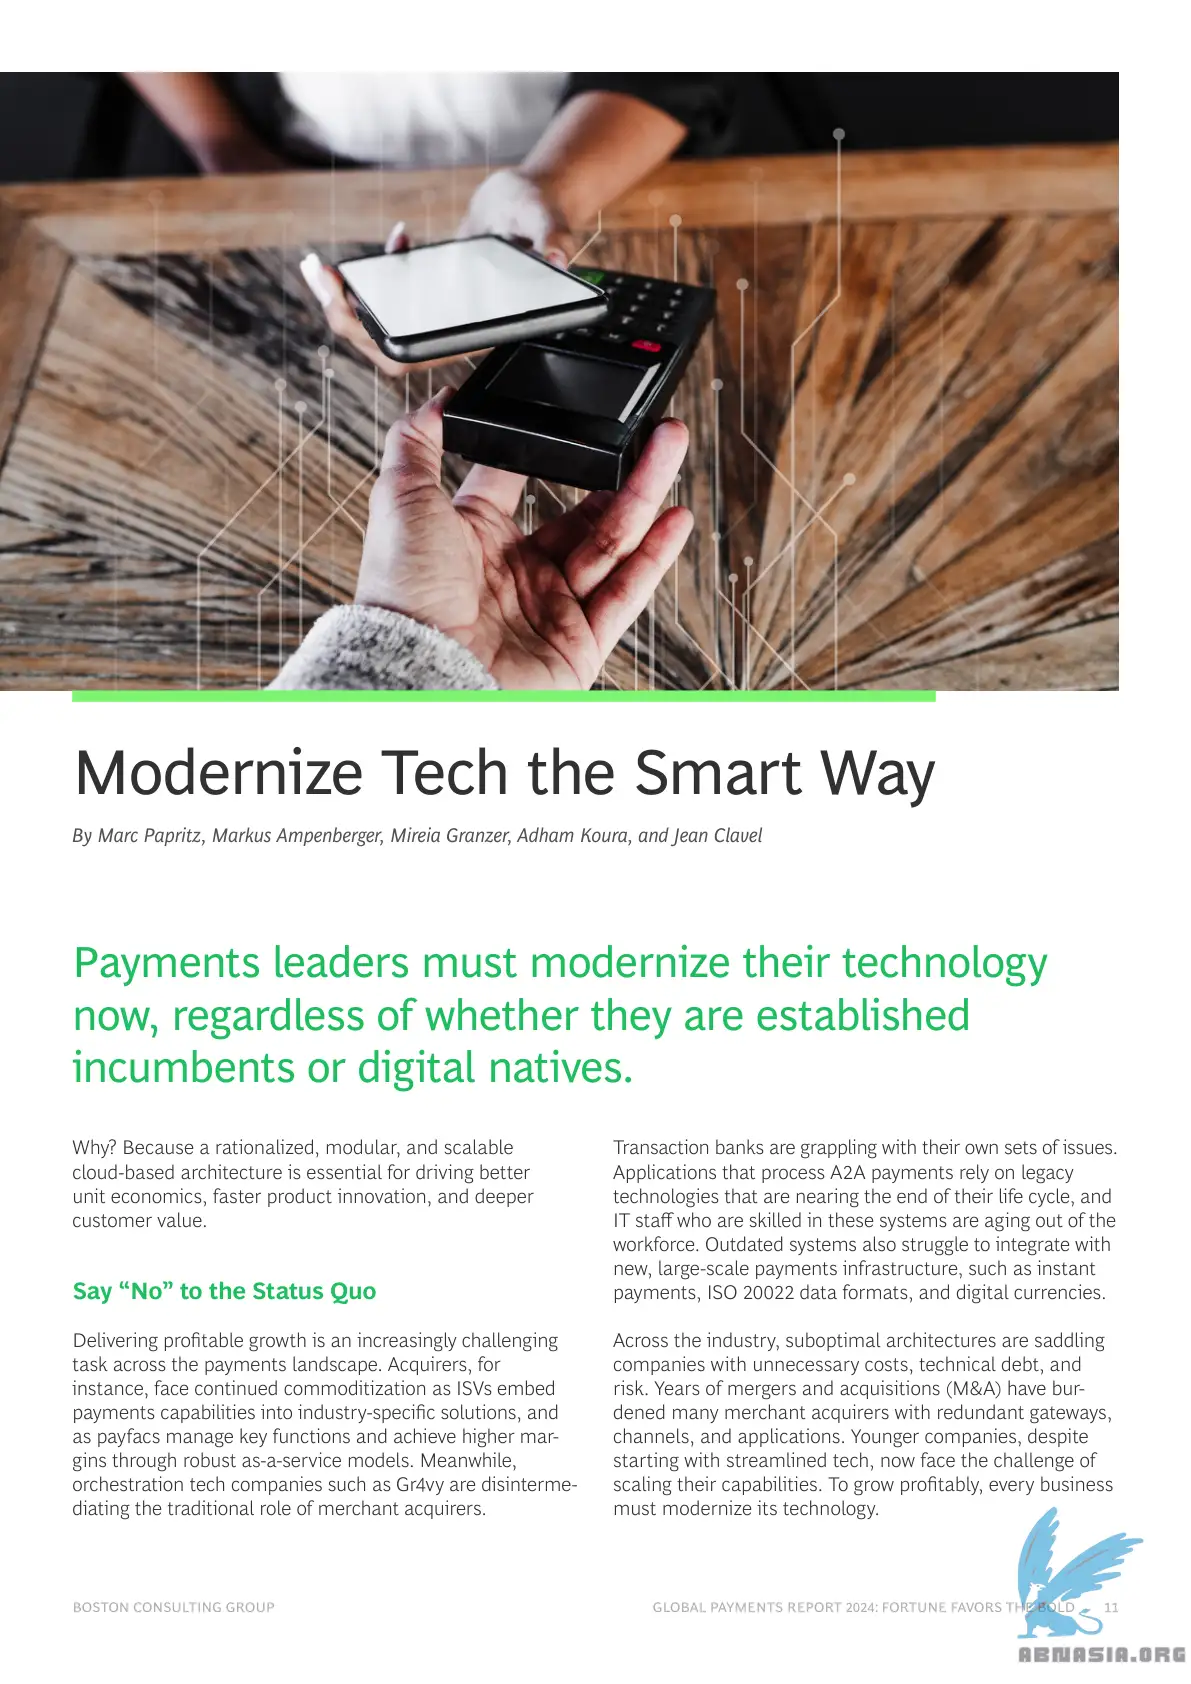 Modernize Tech the Smart Way
By Marc Papritz, Markus Ampenberger, Mireia Granzer, Adham Koura, and Jean Clavel
Payments leaders must modernize their technology
now, regardless of whether they are established
incumbents or digital natives.
Why? Because a rationalized, modular, and scalable
cloud-based architecture is essential for driving better
unit economics, faster product innovation, and deeper
customer value.
Say “No” to the Status Quo
Delivering profitable growth is an increasingly challenging
task across the payments landscape. Acquirers, for
instance, face continued commoditization as ISVs embed
payments capabilities into industry-specific solutions, and
as payfacs manage key functions and achieve higher mar-
gins through robust as-a-service models. Meanwhile,
orchestration tech companies such as Gr4vy are disinterme-
diating the traditional role of merchant acquirers.
Transaction banks are grappling with their own sets of issues.
Applications that process A2A payments rely on legacy
technologies that are nearing the end of their life cycle, and
IT staff who are skilled in these systems are aging out of the
workforce. Outdated systems also struggle to integrate with
new, large-scale payments infrastructure, such as instant
payments, ISO 20022 data formats, and digital currencies.
Across the industry, suboptimal architectures are saddling
companies with unnecessary costs, technical debt, and
risk. Years of mergers and acquisitions (M&A) have bur-
dened many merchant acquirers with redundant gateways,
channels, and applications. Younger companies, despite
starting with streamlined tech, now face the challenge of
scaling their capabilities. To grow profitably, every business
must modernize its technology.
BOSTON CONSULTING GROUP
GLOBAL PAYMENTS REPORT 2024: FORTUNE FAVORS THE BOLD 11
ABNASIA.ORG